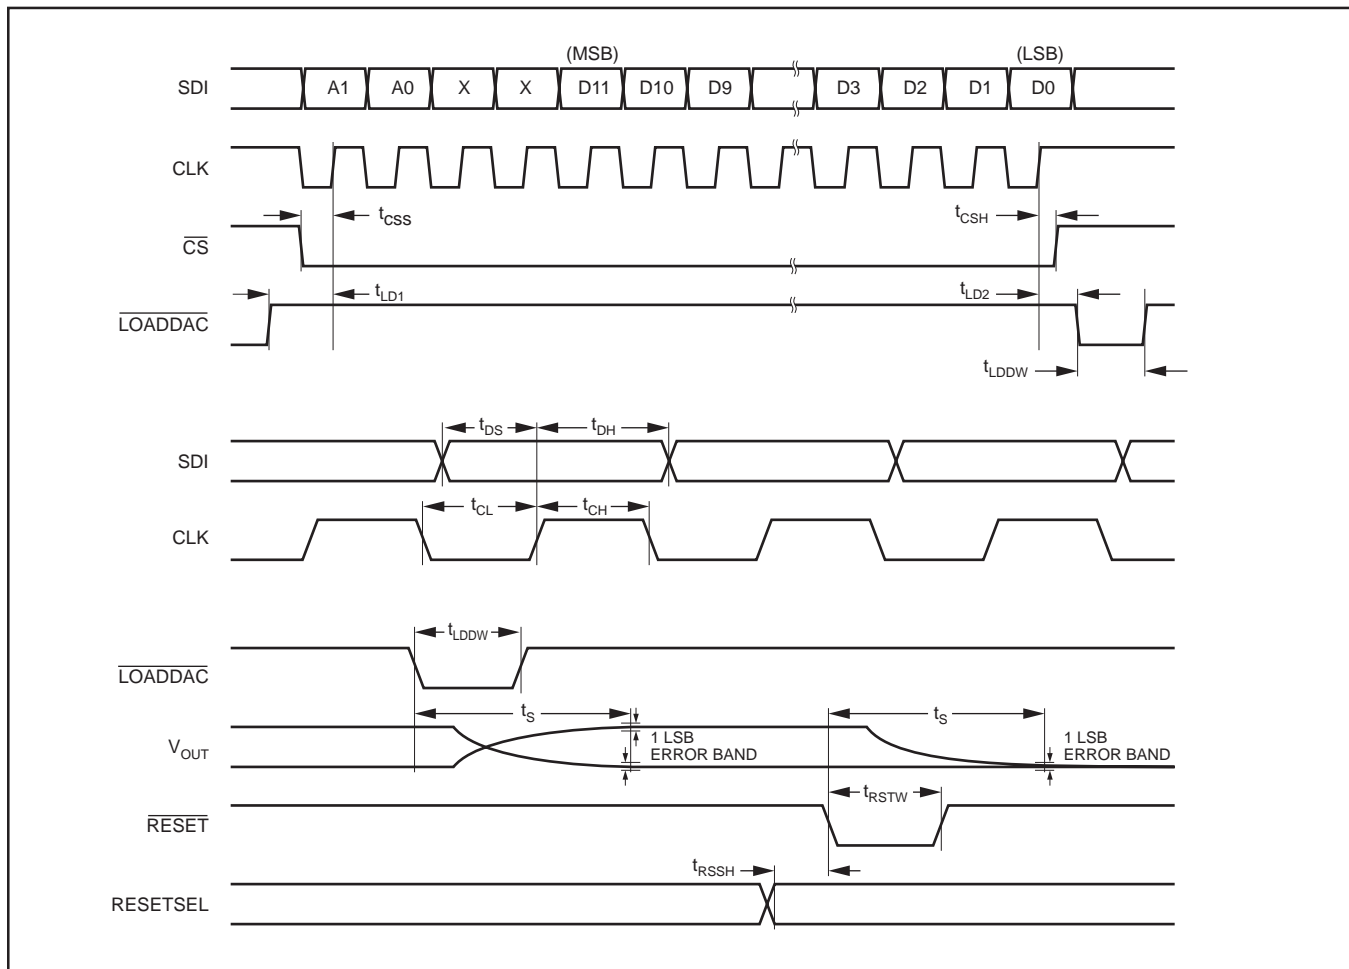 (MSB) (LSB)
SDI A1 A0 X X D11 D10 D9 D3 D2 D1 D0
CLK
tCSS tCSH
CS
tLD1 tLD2
LOADDAC
tLDDW
tDS tDH
SDI
tCL tCH
CLK
tLDDW
LOADDAC
tS tS
VOUT
1 LSB
ERROR BAND
1 LSB
ERROR BAND
tRSTW
RESET
tRSSH
RESETSEL